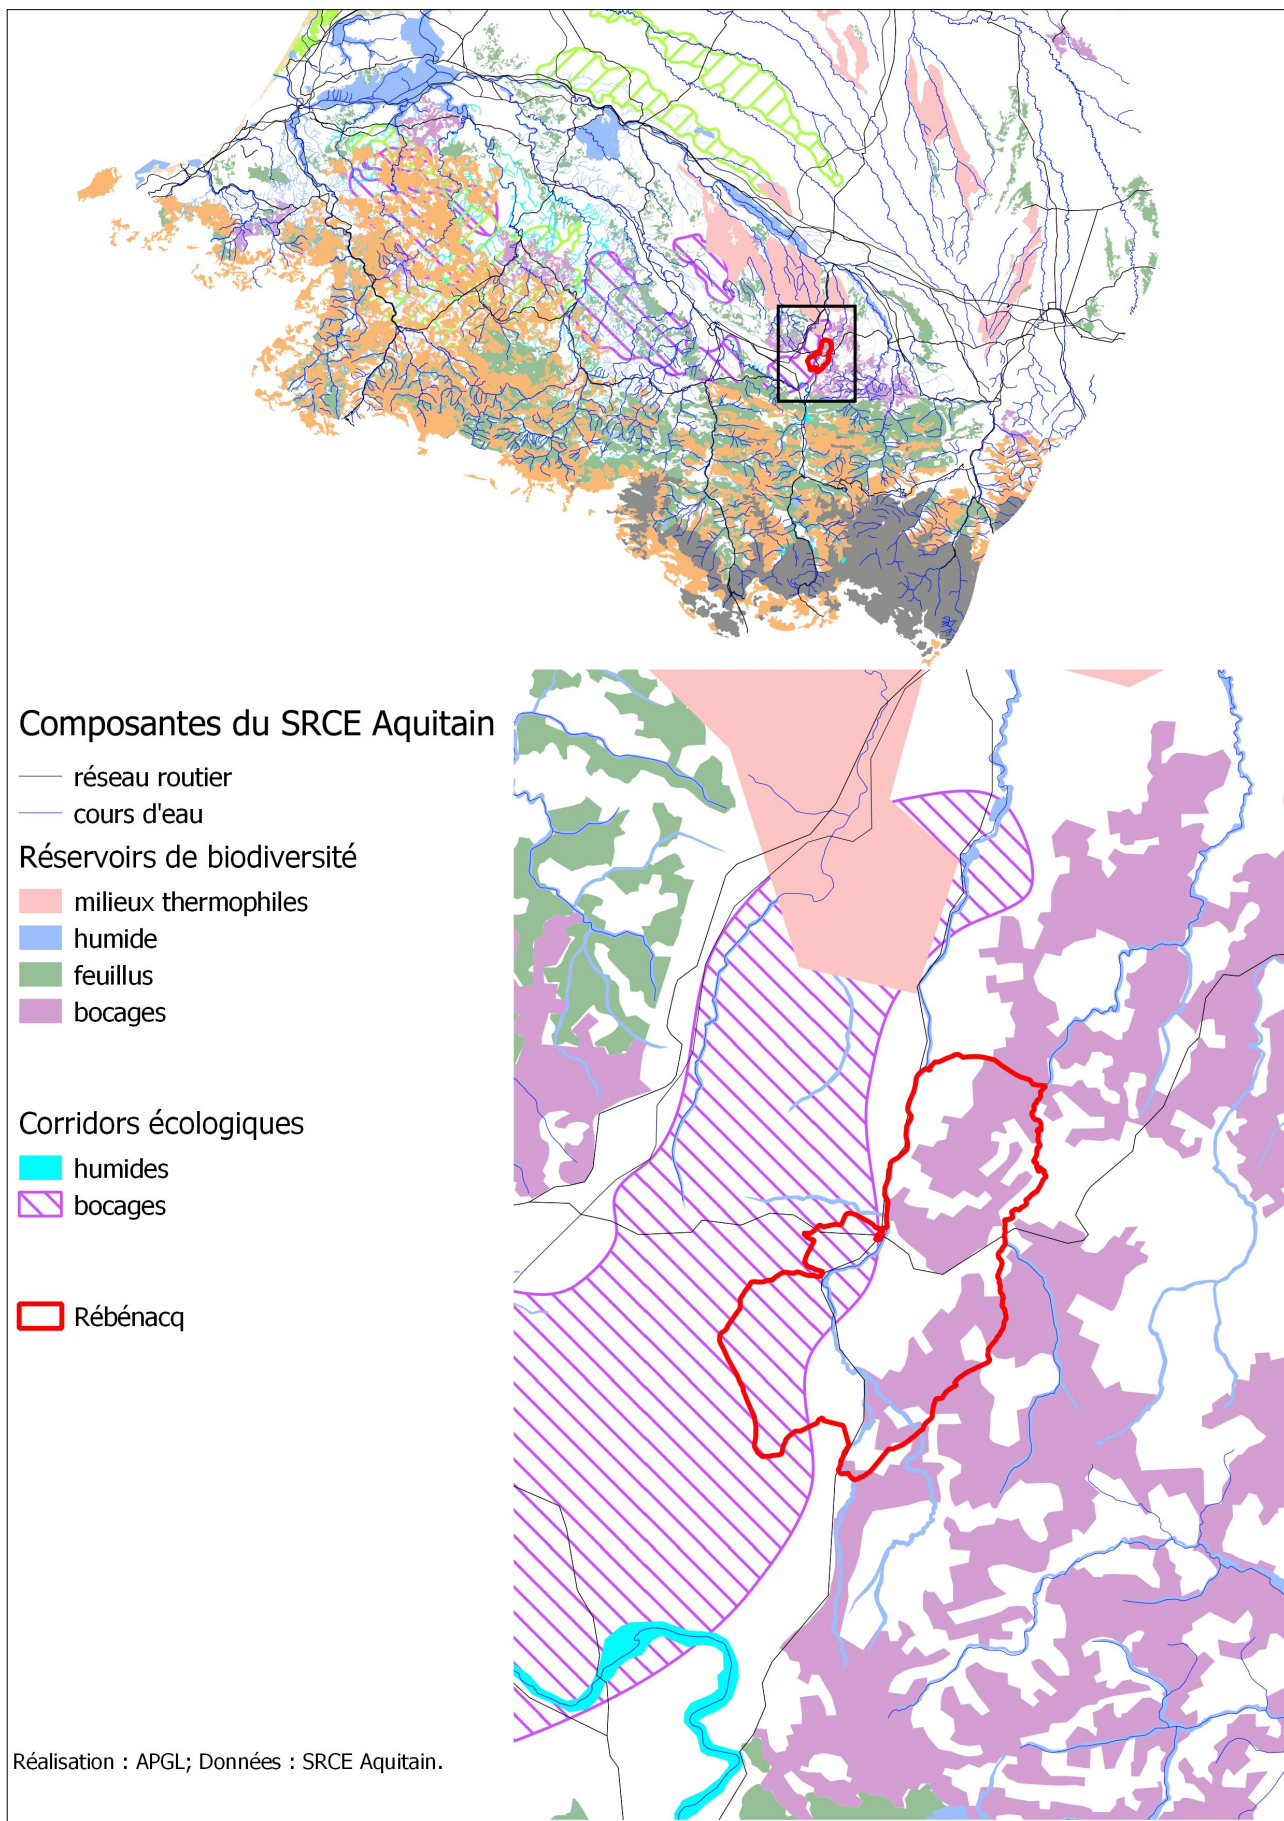 Composantes du SRCE Aquitain
réseau routier
cours d'eau
Réservoirs de biodiversité
milieux thermophiles
humide
feuillus
bocages
Corridors écologiques
humides
bocages
Rébénacq
Réalisation : APGL; Données : SRCE Aquitain.